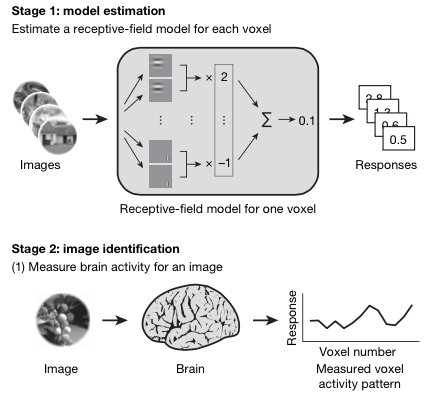 Stage 1: model estimation
Estimate a receptive-field model for each voxel
× 2
⋮ ⋮ ⋮
Σ 0.1
× −1
2.8
1.3
0.6
0.5
Images
Responses
Receptive-field model for one voxel
Stage 2: image identification
(1) Measure brain activity for an image
Response
Image
Brain
Voxel number
Measured voxel
activity pattern